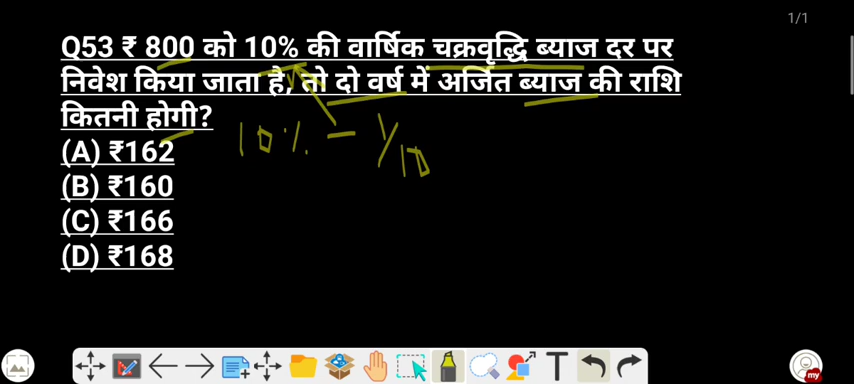 1/1
Q53 ₹ 800 को 10% की वार्षिक चक्रवृद्धि ब्याज दर पर
निवेश किया जाता है, तो दो वर्ष में अर्जित ब्याज की राशि
कितनी होगी?
10% — 1/10
(A) ₹162
(B) ₹160
(C) ₹166
(D) ₹168
T
my